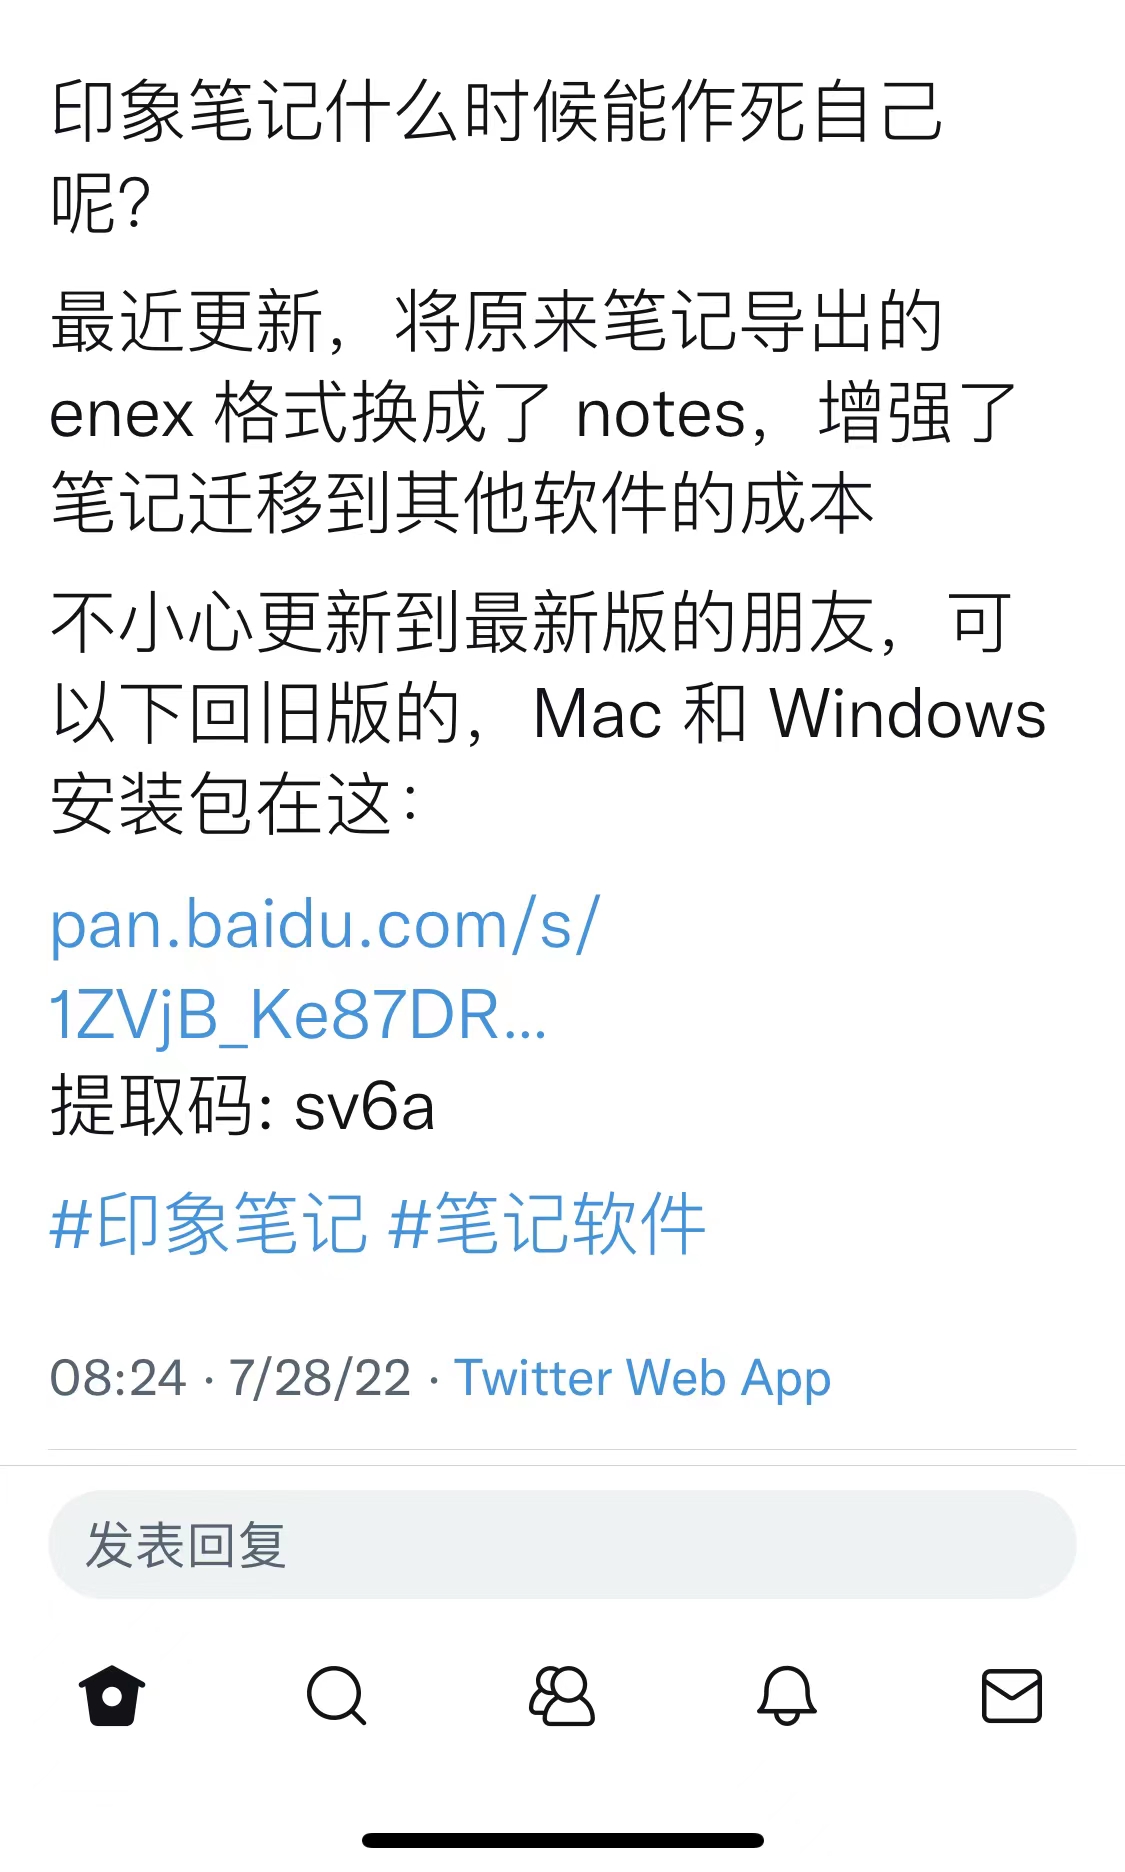 印象笔记什么时候能作死自己
呢？
最近更新，将原来笔记导出的
enex 格式换成了 notes，增强了
笔记迁移到其他软件的成本
不小心更新到最新版的朋友，可
以下回旧版的，Mac 和 Windows
安装包在这：
pan.baidu.com/s/
1ZVjB_Ke87DR...
提取码: sv6a
#印象笔记 #笔记软件
08:24 · 7/28/22 · Twitter Web App
发表回复